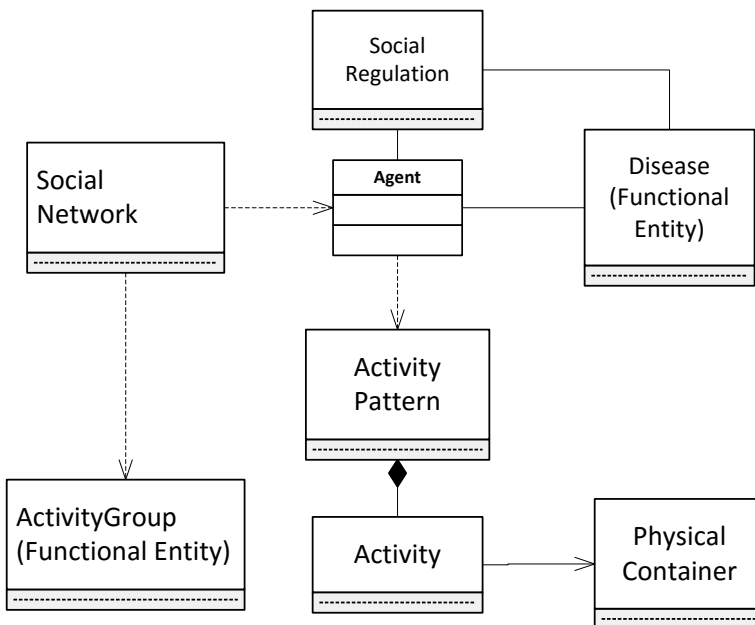 Social
Regulation
Social
Network
Agent
Disease
(Functional
Entity)
Activity
Pattern
ActivityGroup
(Functional Entity)
Activity
Physical
Container